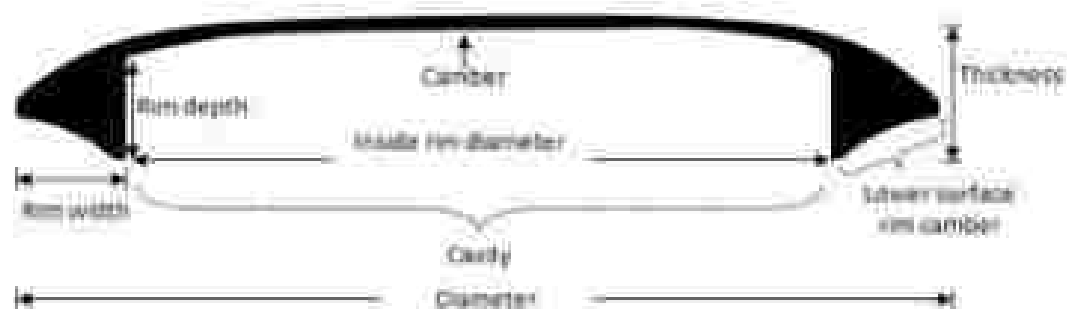 Camber
Thickness
Rim depth
Inside rim diameter
Rim width
Lower surface
rim camber
Cavity
Diameter